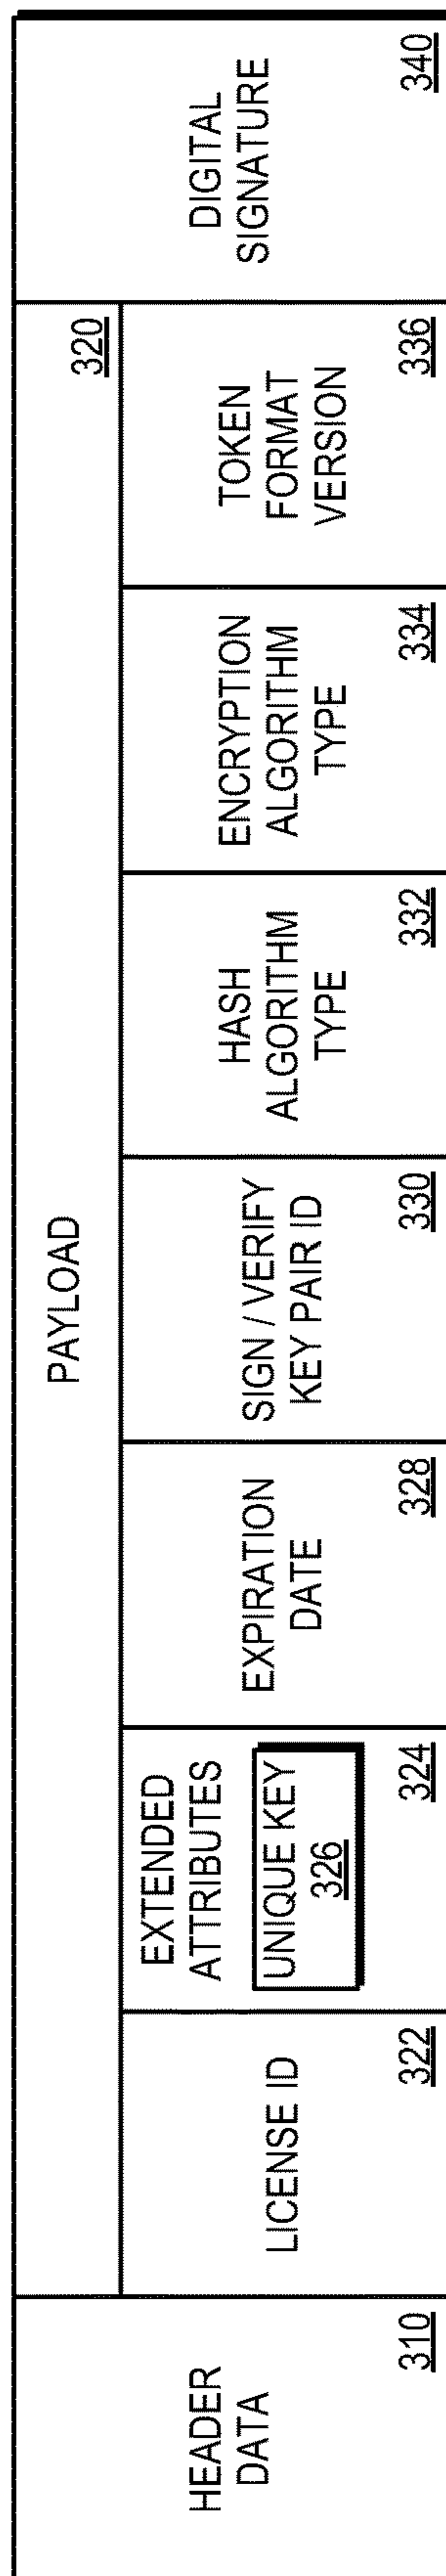 HEADER
DATA
310
PAYLOAD
320
LICENSE ID
322
EXTENDED
ATTRIBUTES
UNIQUE KEY
326
324
EXPIRATION
DATE
328
SIGN / VERIFY
KEY PAIR ID
330
HASH
ALGORITHM
TYPE
332
ENCRYPTION
ALGORITHM
TYPE
334
TOKEN
FORMAT
VERSION
336
DIGITAL
SIGNATURE
340